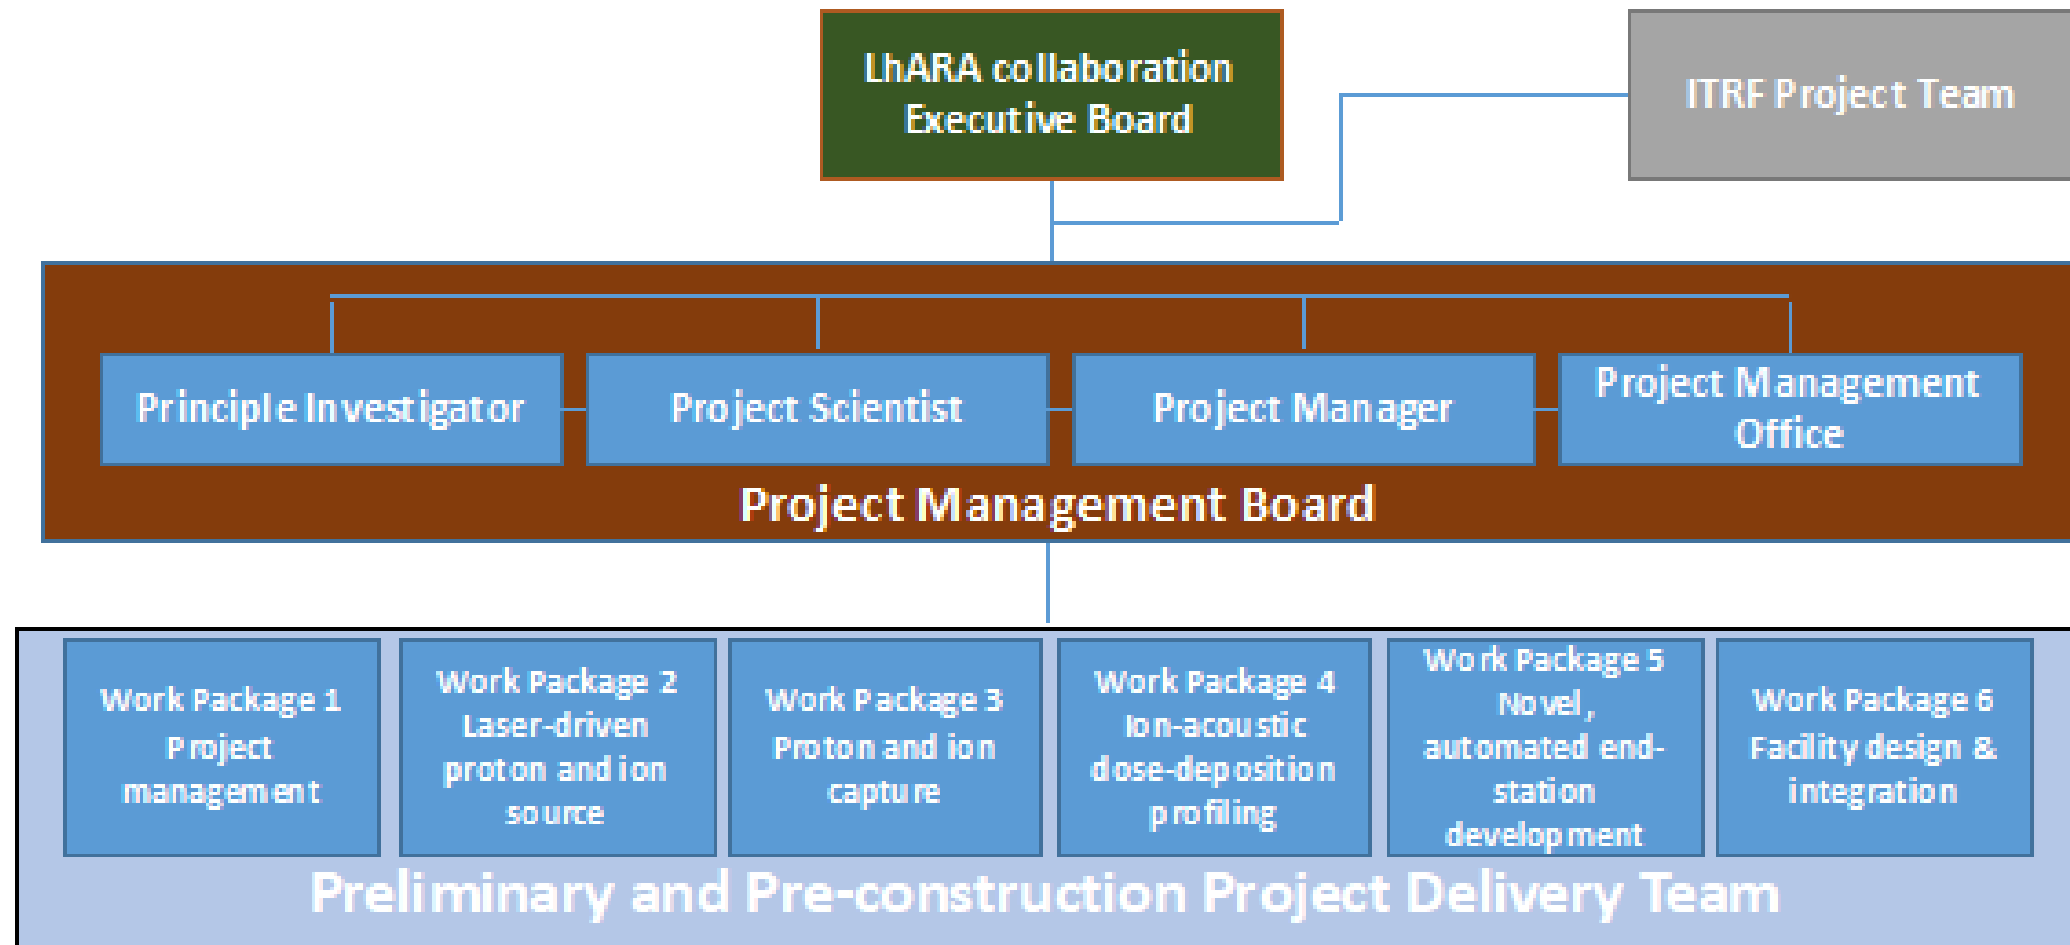 LhARA collaboration
Executive Board
ITRF Project Team
Principle Investigator
Project Scientist
Project Manager
Project Management
Office
Project Management Board
Work Package 1
Project
management
Work Package 2
Laser-driven
proton and ion
source
Work Package 3
Proton and ion
capture
Work Package 4
Ion-acoustic
dose-deposition
profiling
Work Package 5
Novel,
automated end-
station
development
Work Package 6
Facility design &
integration
Preliminary and Pre-construction Project Delivery Team